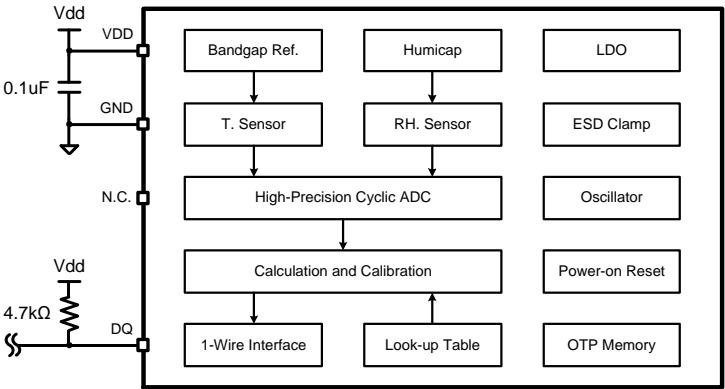 Vdd
VDD
0.1uF
GND
N.C.
Vdd
4.7kΩ
DQ
Bandgap Ref.
Humicap
LDO
T. Sensor
RH. Sensor
ESD Clamp
High-Precision Cyclic ADC
Oscillator
Calculation and Calibration
Power-on Reset
1-Wire Interface
Look-up Table
OTP Memory